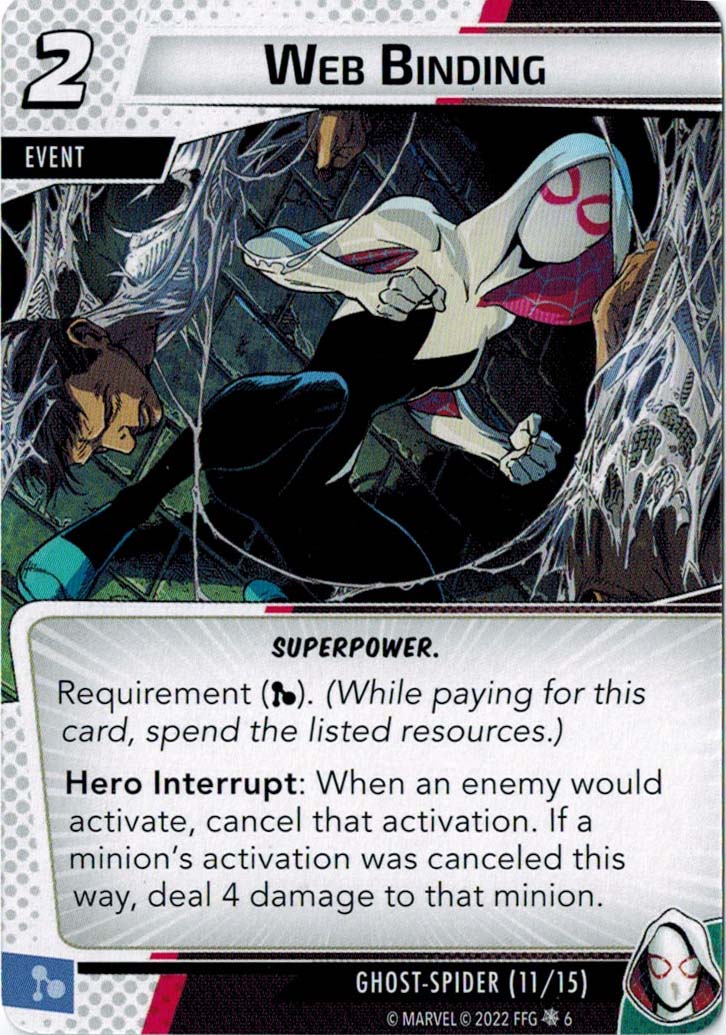 2
WEB BINDING
EVENT
SUPERPOWER.
Requirement ( ). (While paying for this
card, spend the listed resources.)
Hero Interrupt: When an enemy would
activate, cancel that activation. If a
minion's activation was canceled this
way, deal 4 damage to that minion.
GHOST-SPIDER (11/15)
© MARVEL © 2022 FFG 6